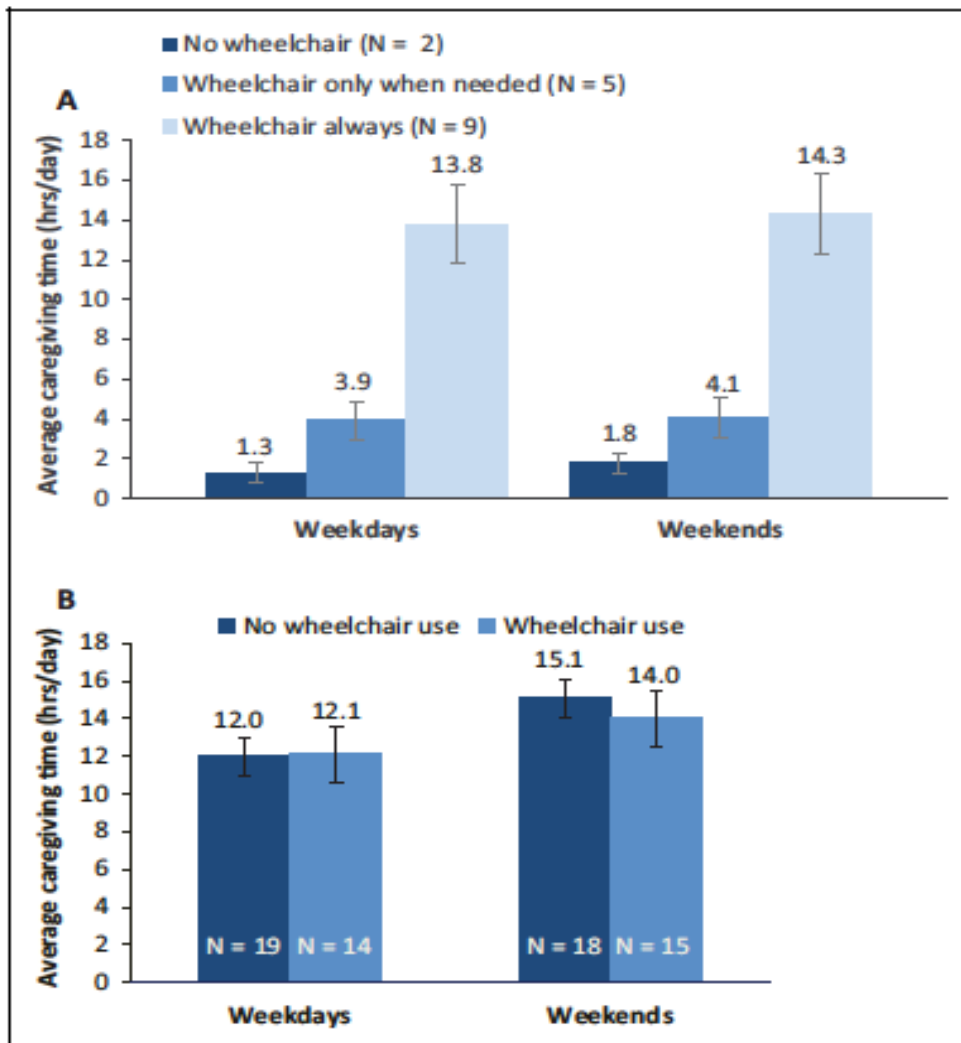 No wheelchair (N = 2)
Wheelchair only when needed (N = 5)
Wheelchair always (N = 9)
A
Average caregiving time (hrs/day)
18
16
14
12
10
8
6
4
2
0
1.3
3.9
13.8
1.8
4.1
14.3
Weekdays Weekends
B
No wheelchair use Wheelchair use
Average caregiving time (hrs/day)
18
16
14
12
10
8
6
4
2
0
12.0 12.1 15.1 14.0
N = 19 N = 14 N = 18 N = 15
Weekdays Weekends